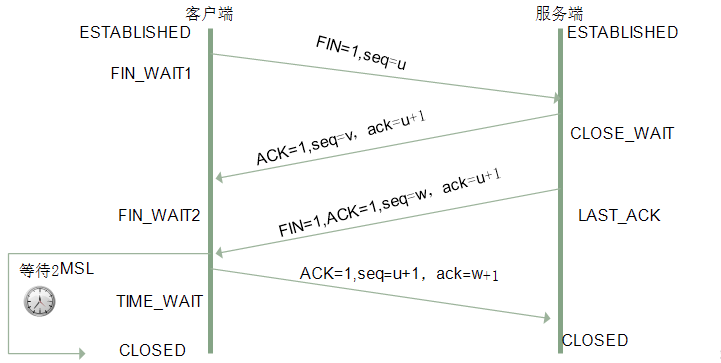 客户端
服务端
ESTABLISHED
ESTABLISHED
FIN=1,seq=u
FIN_WAIT1
ACK=1,seq=v，ack=u+1
CLOSE_WAIT
FIN_WAIT2
FIN=1,ACK=1,seq=w，ack=u+1
LAST_ACK
等待2MSL
ACK=1,seq=u+1，ack=w+1
TIME_WAIT
CLOSED
CLOSED